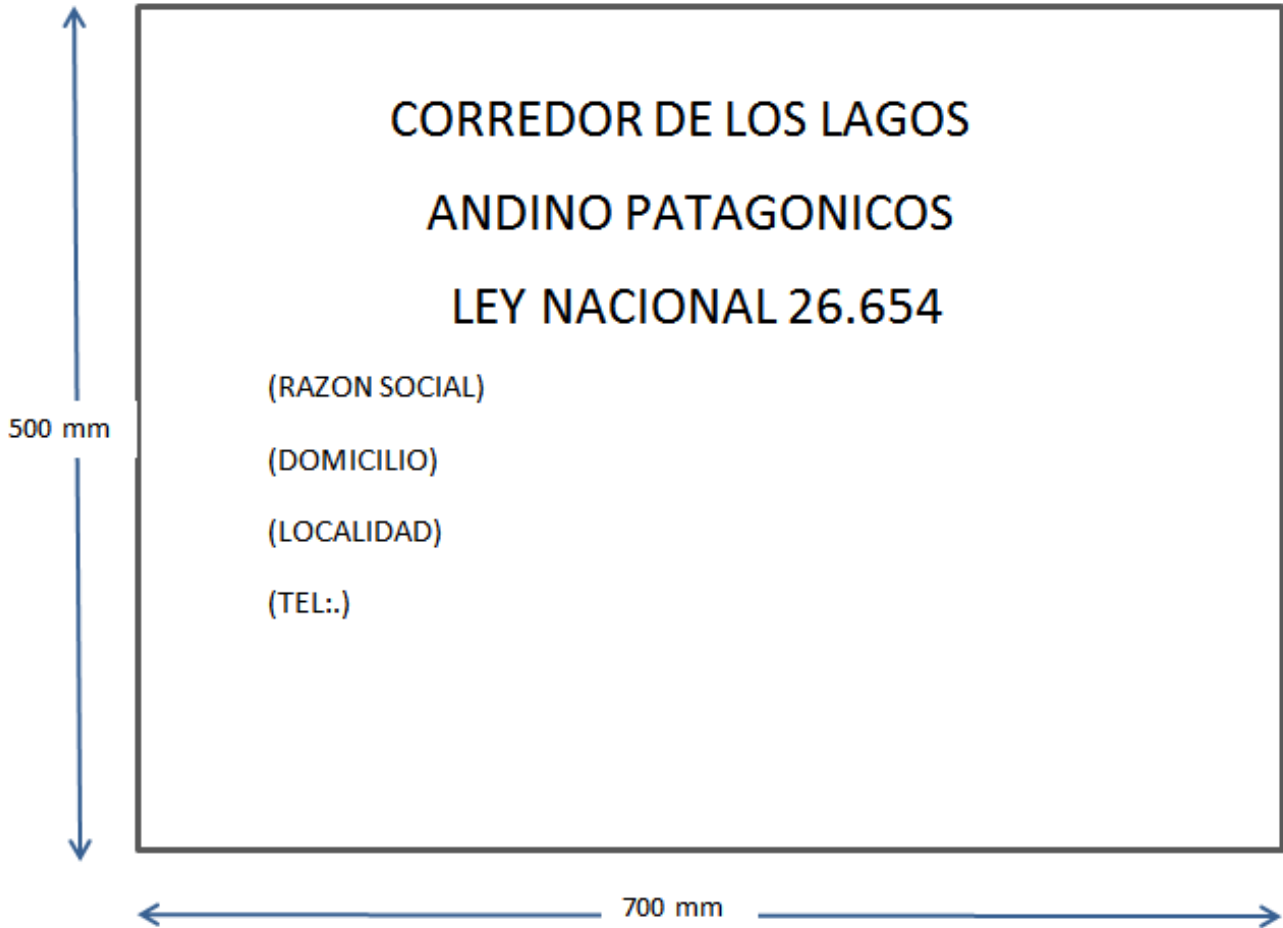 CORREDOR DE LOS LAGOS
ANDINO PATAGONICOS
LEY NACIONAL 26.654
(RAZON SOCIAL)
500 mm
(DOMICILIO)
(LOCALIDAD)
(TEL:.)
700 mm